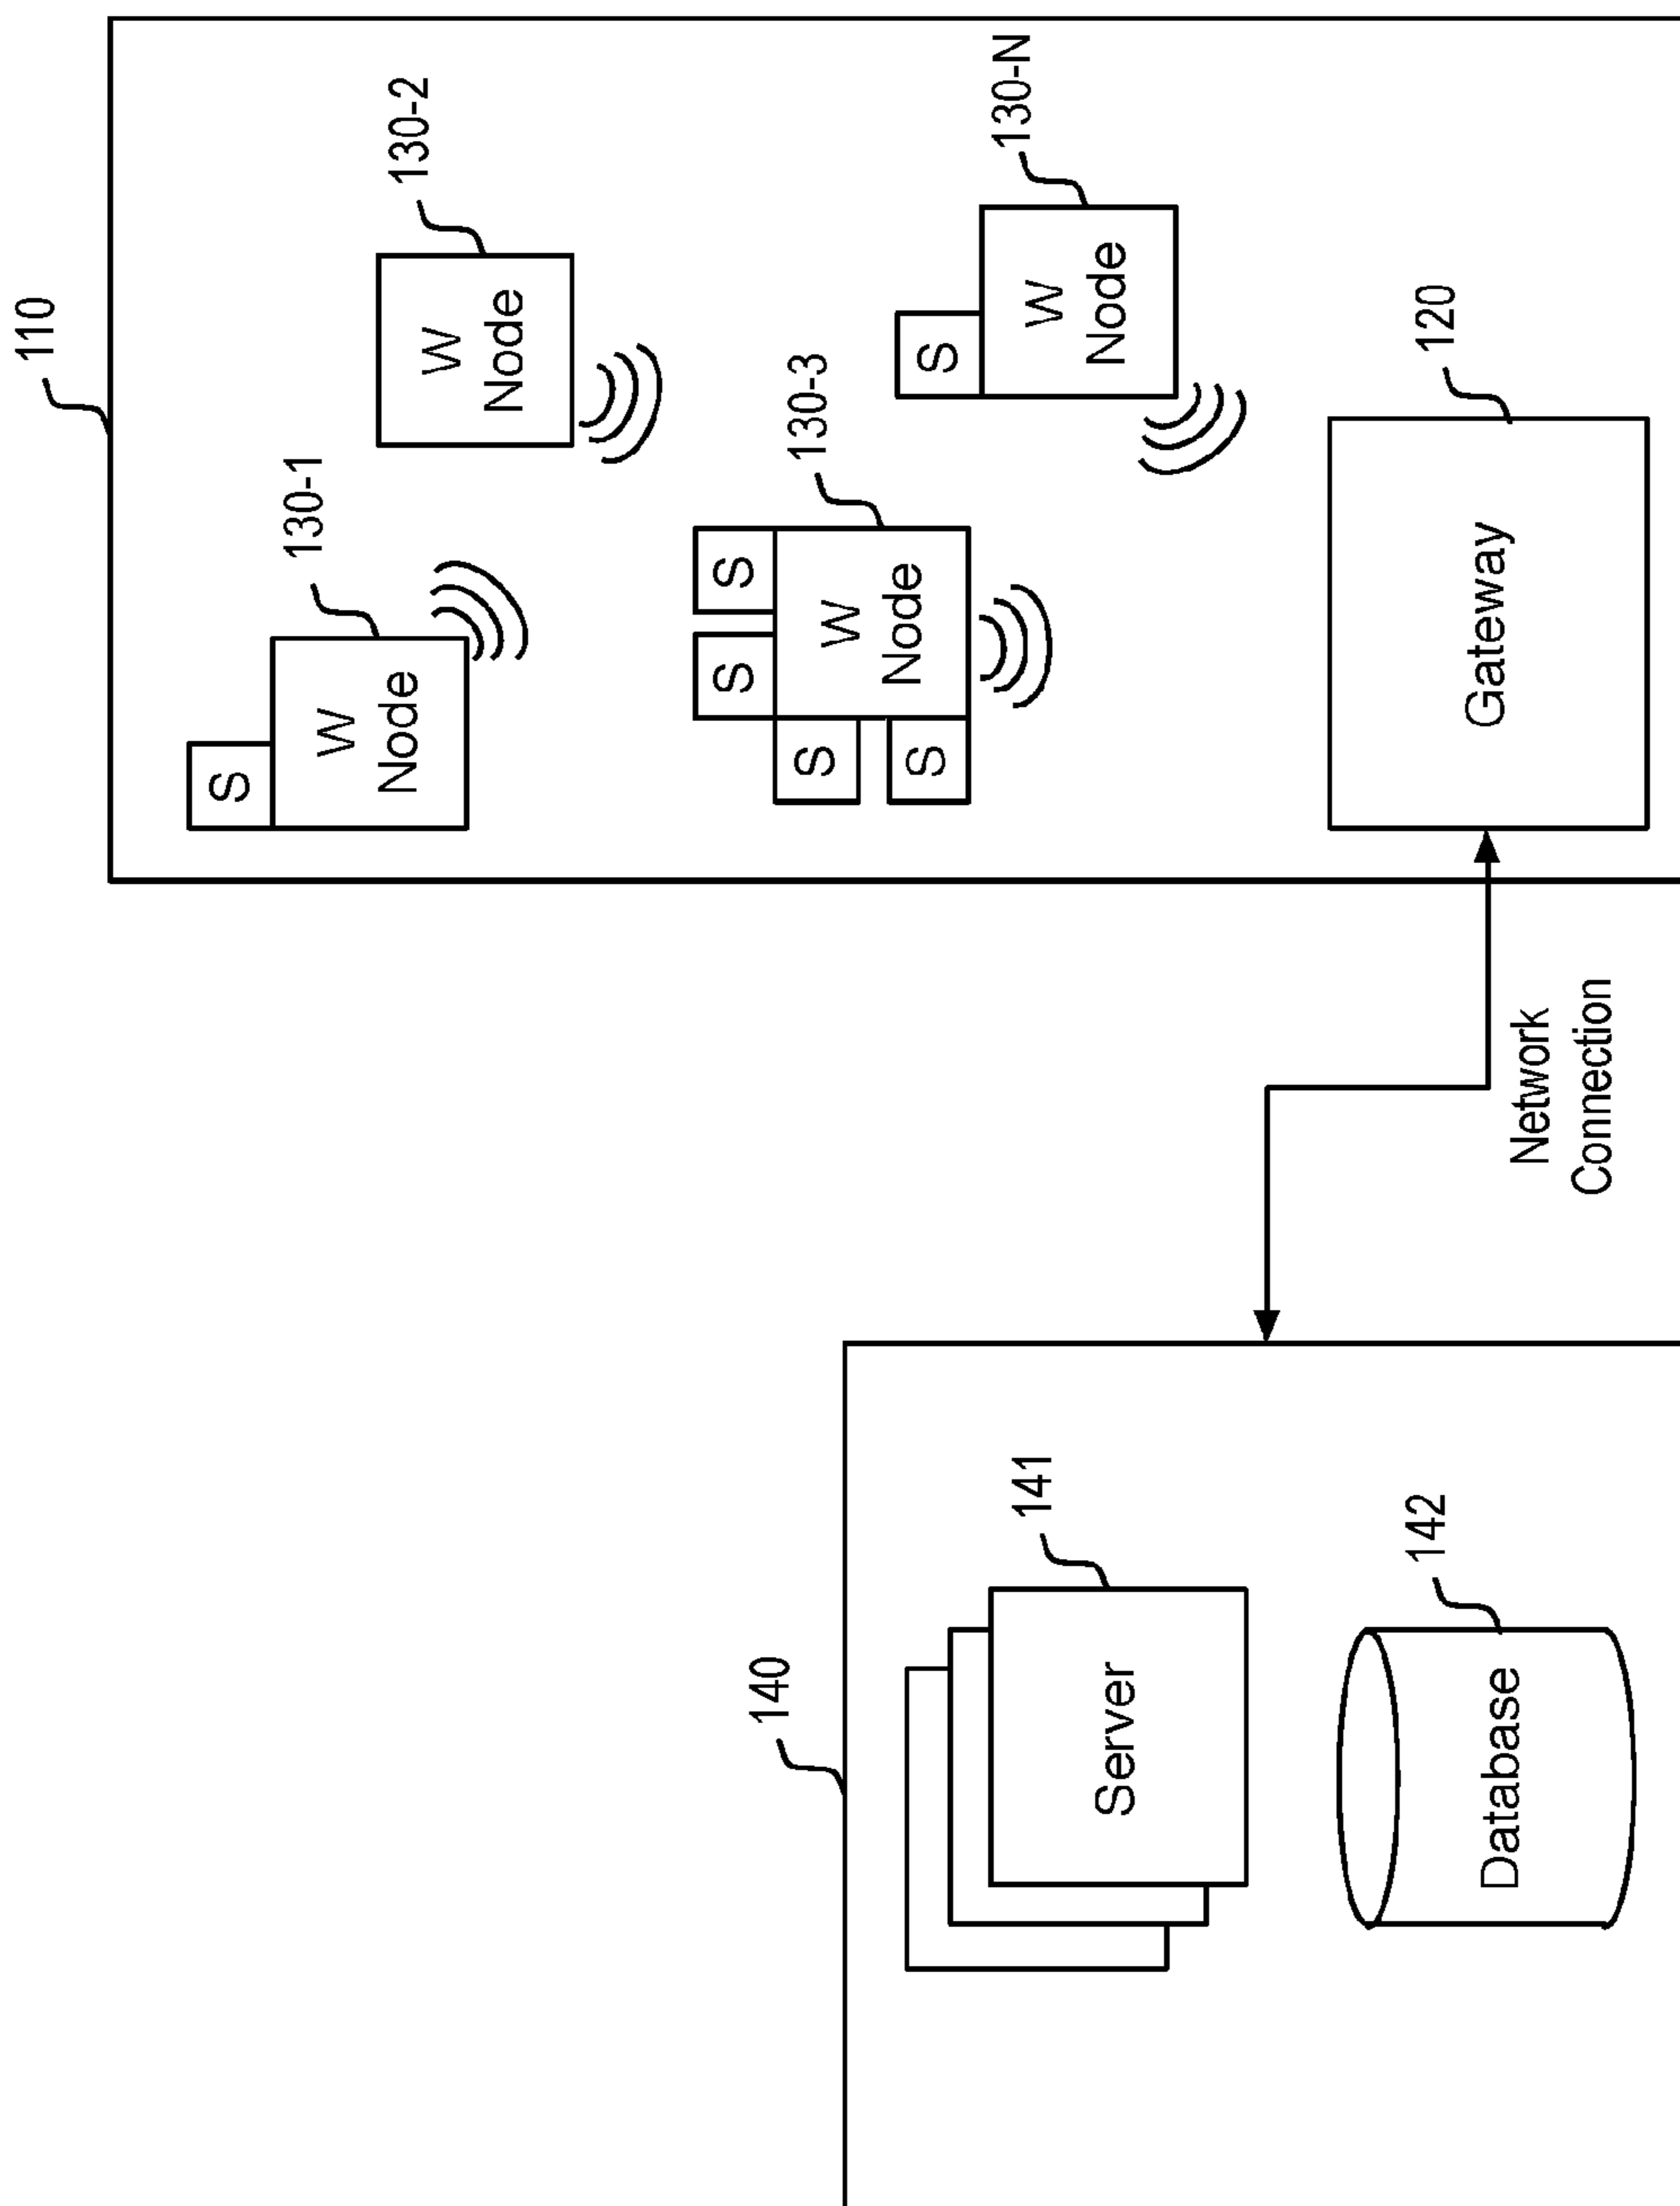 110
130-1
S
W
Node
130-2
W
Node
130-3
S
S
S
S
W
Node
130-N
S
W
Node
120
Gateway
Network
Connection
140
141
Server
142
Database